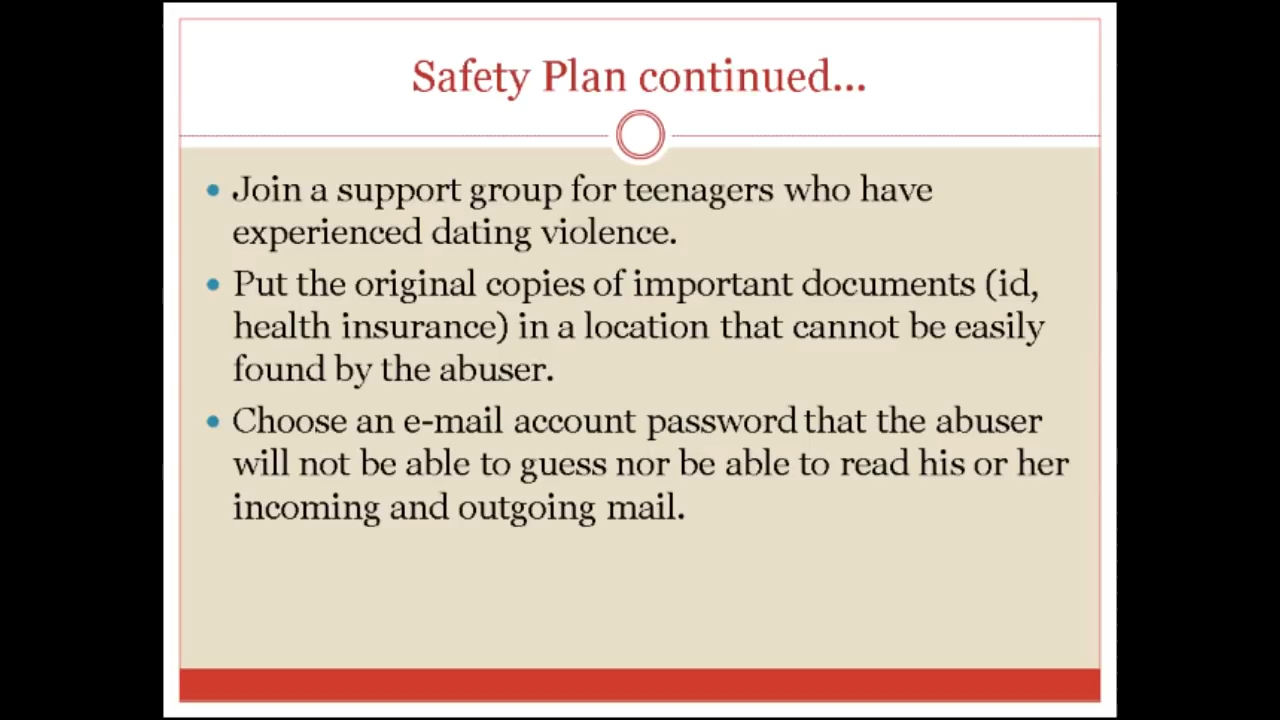 Safety Plan continued...
• Join a support group for teenagers who have
experienced dating violence.
• Put the original copies of important documents (id,
health insurance) in a location that cannot be easily
found by the abuser.
• Choose an e-mail account password that the abuser
will not be able to guess nor be able to read his or her
incoming and outgoing mail.